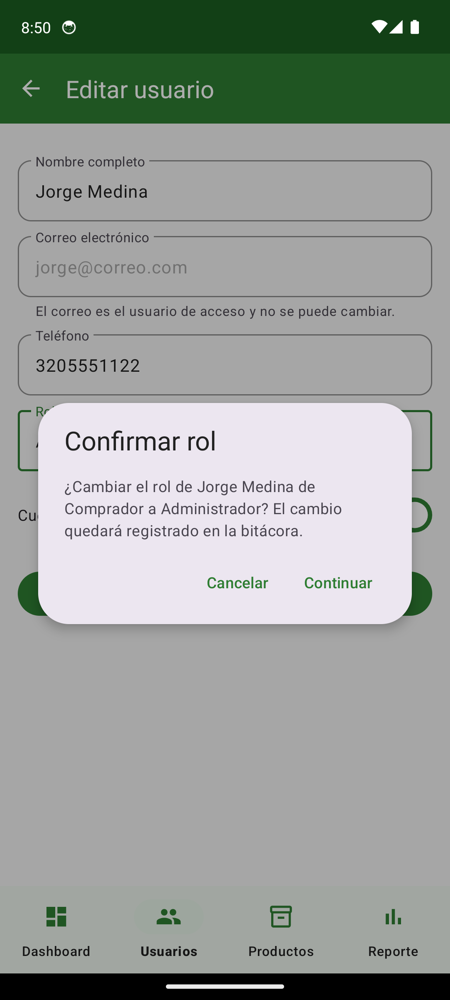 8:50
Editar usuario
Nombre completo
Jorge Medina
Correo electrónico
jorge@correo.com
El correo es el usuario de acceso y no se puede cambiar.
Teléfono
3205551122
Confirmar rol
¿Cambiar el rol de Jorge Medina de
Comprador a Administrador? El cambio
quedará registrado en la bitácora.
Cancelar
Continuar
Dashboard
Usuarios
Productos
Reporte